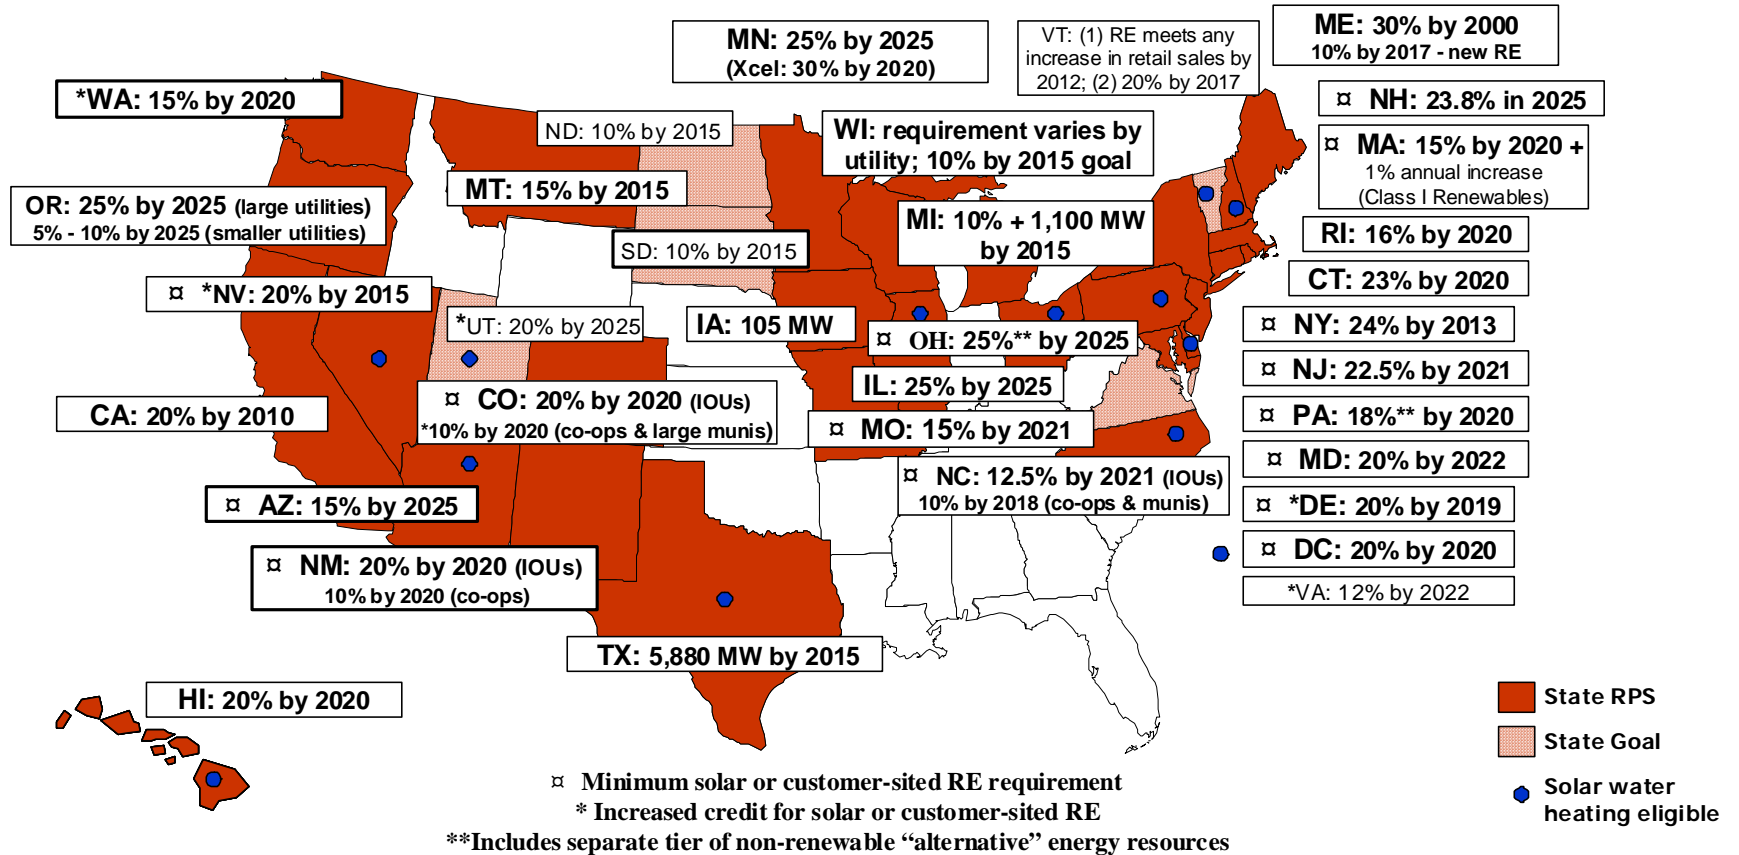 MN: 25% by 2025
(Xcel: 30% by 2020)
VT: (1) RE meets any
increase in retail sales by
2012; (2) 20% by 2017
ME: 30% by 2000
10% by 2017 - new RE
*WA: 15% by 2020
¤ NH: 23.8% in 2025
ND: 10% by 2015
WI: requirement varies by
utility; 10% by 2015 goal
¤ MA: 15% by 2020 +
1% annual increase
(Class I Renewables)
MT: 15% by 2015
OR: 25% by 2025 (large utilities)
5% - 10% by 2025 (smaller utilities)
MI: 10% + 1,100 MW
by 2015
RI: 16% by 2020
SD: 10% by 2015
CT: 23% by 2020
¤ *NV: 20% by 2015
*UT: 20% by 2025
IA: 105 MW
¤ NY: 24% by 2013
¤ OH: 25%** by 2025
¤ NJ: 22.5% by 2021
IL: 25% by 2025
CA: 20% by 2010
¤ CO: 20% by 2020 (IOUs)
*10% by 2020 (co-ops & large munis)
¤ PA: 18%** by 2020
¤ MO: 15% by 2021
¤ MD: 20% by 2022
¤ NC: 12.5% by 2021 (IOUs)
10% by 2018 (co-ops & munis)
¤ AZ: 15% by 2025
¤ *DE: 20% by 2019
¤ DC: 20% by 2020
¤ NM: 20% by 2020 (IOUs)
10% by 2020 (co-ops)
*VA: 12% by 2022
TX: 5,880 MW by 2015
HI: 20% by 2020
State RPS
State Goal
Solar water
heating eligible
¤ Minimum solar or customer-sited RE requirement
* Increased credit for solar or customer-sited RE
**Includes separate tier of non-renewable “alternative” energy resources